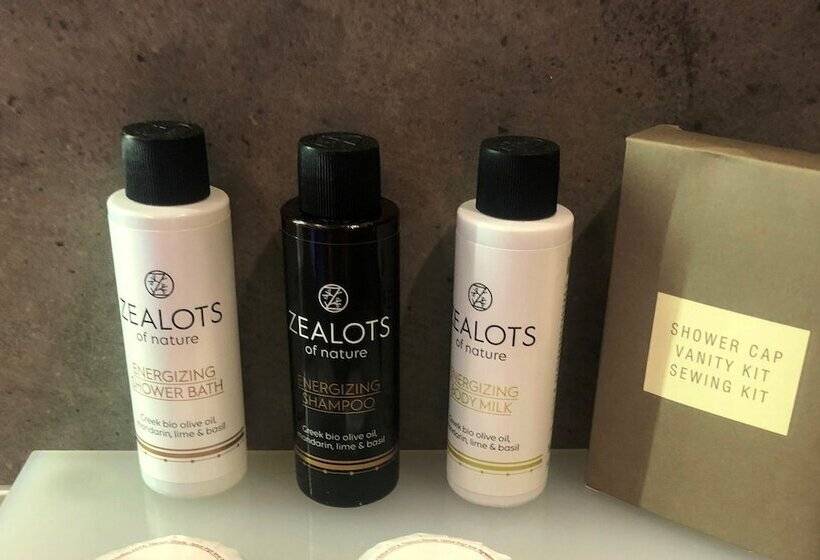 ZEALOTS
of nature
ENERGIZING
SHOWER BATH
Greek bio olive oil,
mandarin, lime & basil
ZEALOTS
of nature
ENERGIZING
SHAMPOO
Greek bio olive oil,
mandarin, lime & basil
ZEALOTS
of nature
ENERGIZING
BODY MILK
Greek bio olive oil,
mandarin, lime & basil
SHOWER CAP
VANITY KIT
SEWING KIT